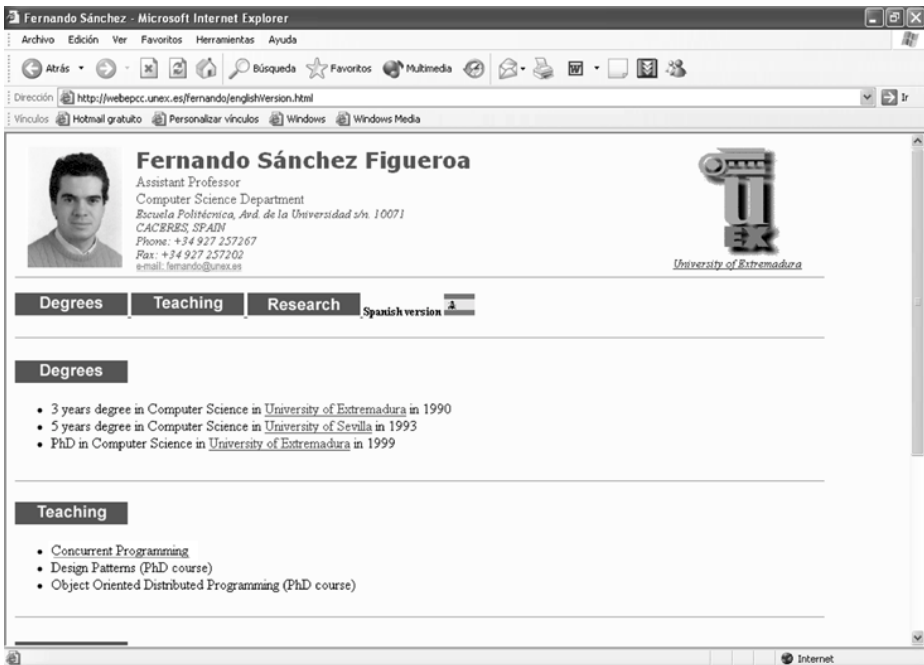 Fernando Sánchez - Microsoft Internet Explorer
Archivo Edición Ver Favoritos Herramientas Ayuda
Atrás Búsqueda Favoritos Multimedia W
Dirección http://webepcc.unex.es/fernando/englishVersion.html Ir
Vínculos Hotmail gratuito Personalizar vínculos Windows Windows Media
Fernando Sánchez Figueroa
Assistant Professor
Computer Science Department
Escuela Politécnica, Avd. de la Universidad s/n. 10071
CACERES, SPAIN
Phone: +34 927 257267
Fax: +34 927 257202
e-mail: fernando@unex.es
U
EX
University of Extremadura
Degrees Teaching Research Spanish version
Degrees
• 3 years degree in Computer Science in University of Extremadura in 1990
• 5 years degree in Computer Science in University of Sevilla in 1993
• PhD in Computer Science in University of Extremadura in 1999
Teaching
• Concurrent Programming
• Design Patterns (PhD course)
• Object Oriented Distributed Programming (PhD course)
Internet